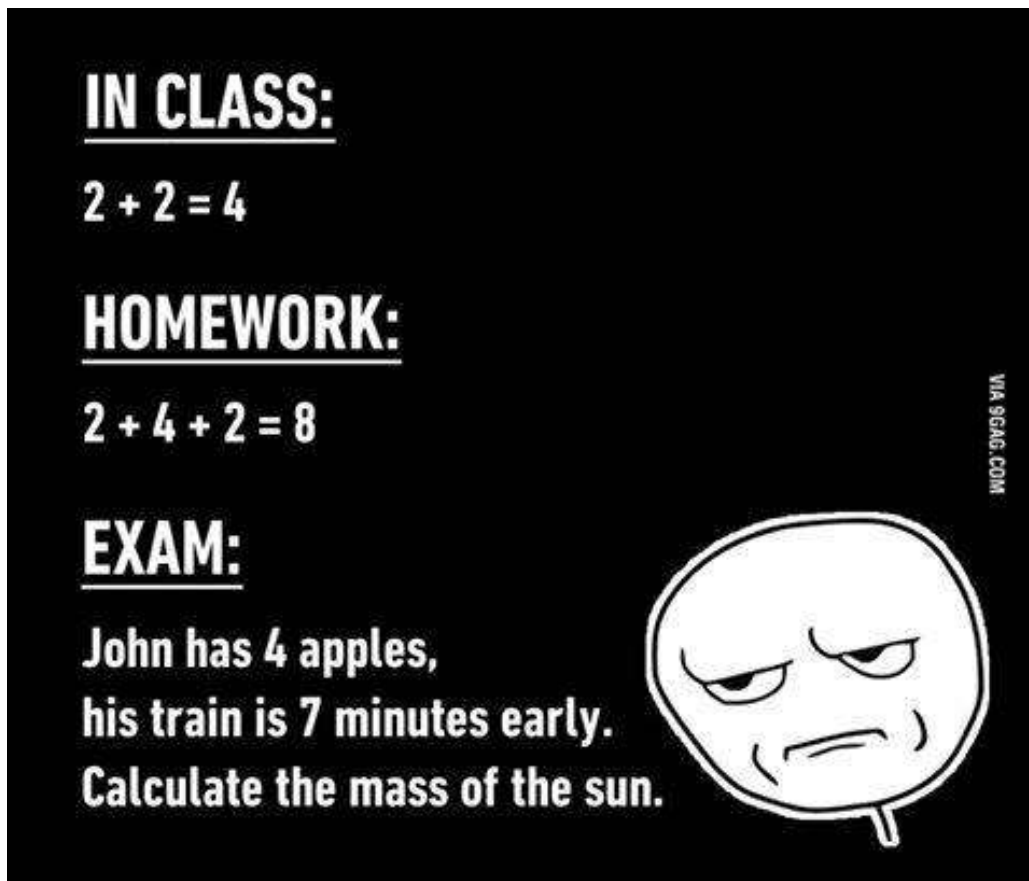 IN CLASS:
2 + 2 = 4
HOMEWORK:
2 + 4 + 2 = 8
EXAM:
John has 4 apples,
his train is 7 minutes early.
Calculate the mass of the sun.
VIA 9GAG.COM